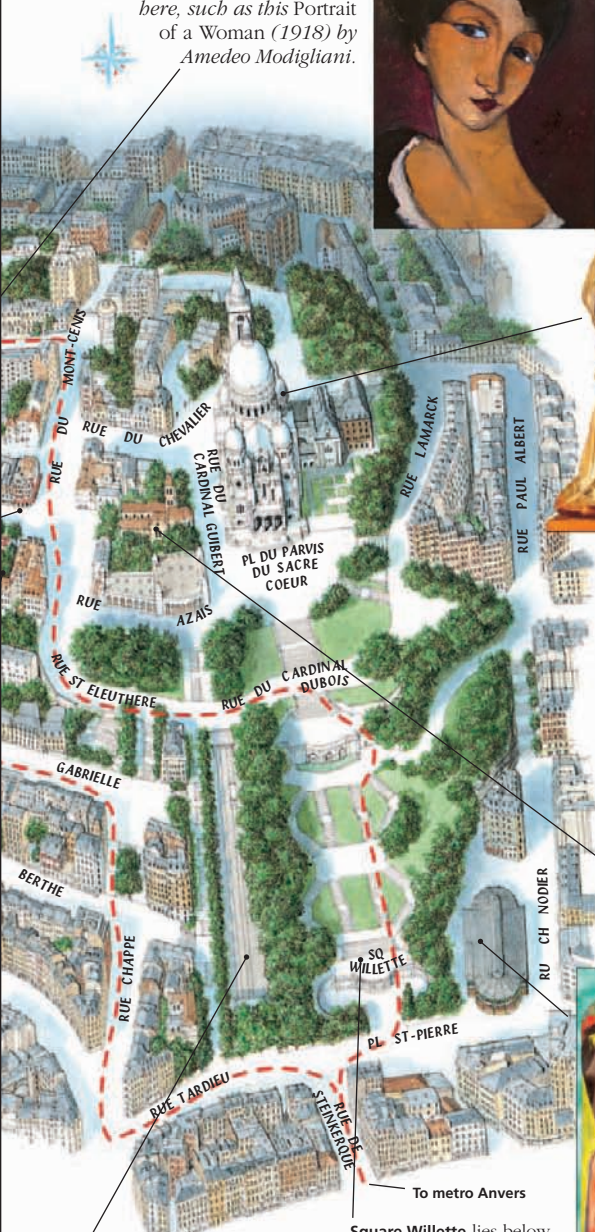 here, such as this Portrait
of a Woman (1918) by
Amedeo Modigliani.
RUE DU MONT-CENIS
RUE DU CHEVALIER
RUE DU
CARDINAL GUIBERT
RUE LAMARCK
RUE PAUL ALBERT
PL DU PARVIS
DU SACRE
COEUR
RUE AZAIS
RUE ST ELEUTHERE
RUE DU CARDINAL
DUBOIS
GABRIELLE
BERTHE
RUE CHAPPE
RU CH NODIER
SQ
WILLETTE
PL ST-PIERRE
RUE TARDIEU
RUE DE
STEINKERQUE
To metro Anvers
Square Willette lies below